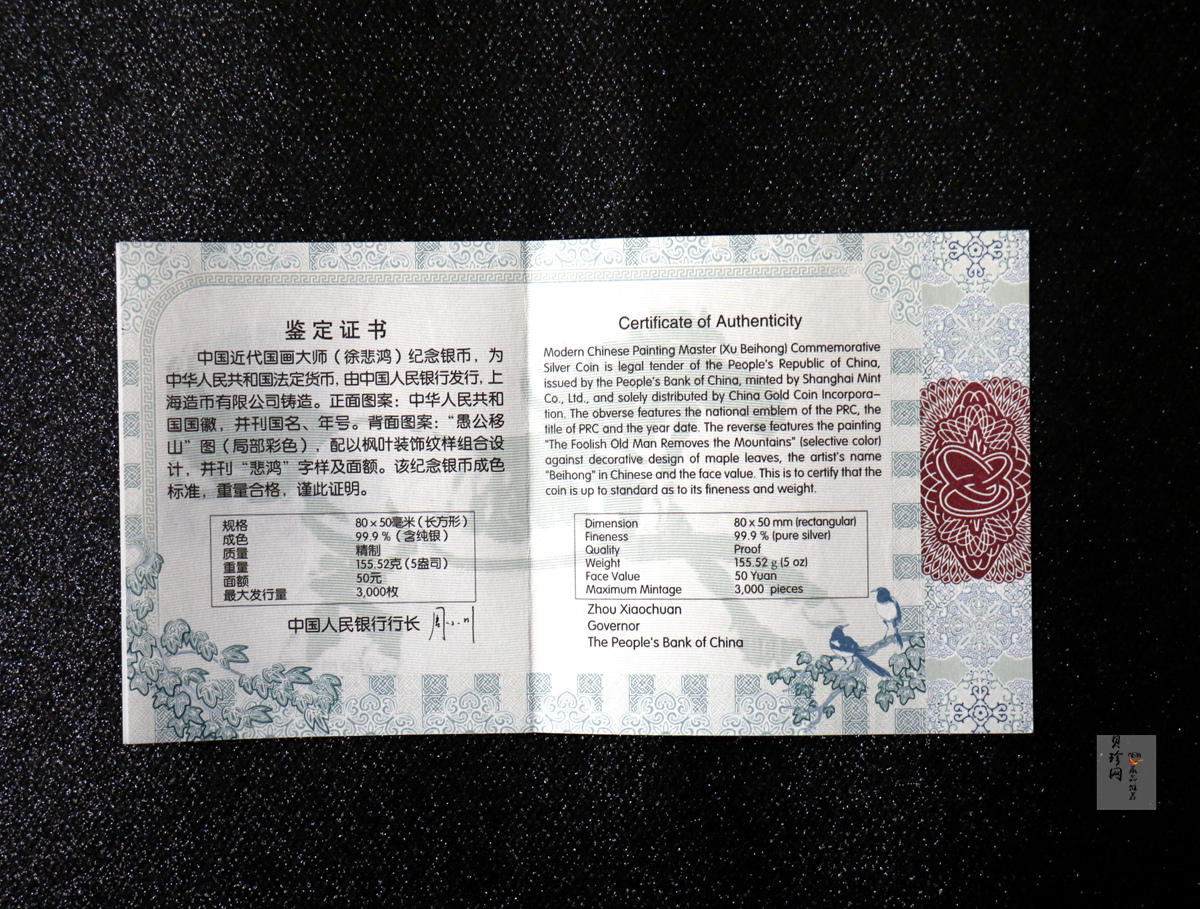 鉴定证书
中国近代国画大师（徐悲鸿）纪念银币，为
中华人民共和国法定货币，由中国人民银行发行，上
海造币有限公司铸造。正面图案：中华人民共和
国国徽，并刊国名、年号。背面图案：“愚公移
山”图（局部彩色），配以枫叶装饰纹样组合设
计，并刊“悲鸿”字样及面额。该纪念银币成色
标准，重量合格，谨此证明。
规格 80×50毫米（长方形）
成色 99.9%（含纯银）
质量 精制
重量 155.52克（5盎司）
面额 50元
最大发行量 3,000枚
中国人民银行行长
Certificate of Authenticity
Modern Chinese Painting Master (Xu Beihong) Commemorative
Silver Coin is legal tender of the People's Republic of China,
issued by the People's Bank of China, minted by Shanghai Mint
Co., Ltd., and solely distributed by China Gold Coin Incorpora-
tion. The obverse features the national emblem of the PRC, the
title of PRC and the year date. The reverse features the painting
"The Foolish Old Man Removes the Mountains" (selective color)
against decorative design of maple leaves, the artist's name
"Beihong" in Chinese and the face value. This is to certify that the
coin is up to standard as to its fineness and weight.
Dimension 80 x 50 mm (rectangular)
Fineness 99.9 % (pure silver)
Quality Proof
Weight 155.52 g (5 oz)
Face Value 50 Yuan
Maximum Mintage 3,000 pieces
Zhou Xiaochuan
Governor
The People's Bank of China
贝珍网